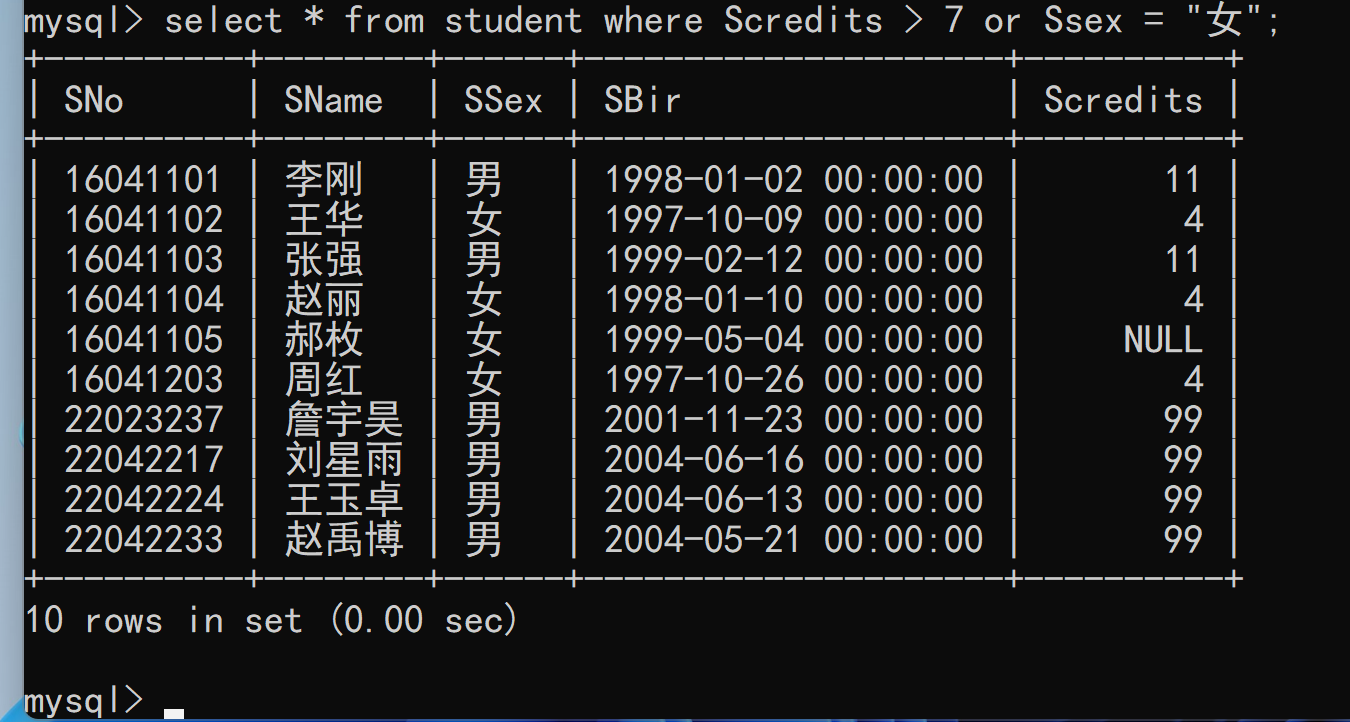 mysql> select * from student where Scredits > 7 or Ssex = "女";
+----------+--------+------+---------------------+----------+
| SNo      | SName  | SSex | SBir                | Scredits |
+----------+--------+------+---------------------+----------+
| 16041101 | 李刚   | 男   | 1998-01-02 00:00:00 |       11 |
| 16041102 | 王华   | 女   | 1997-10-09 00:00:00 |        4 |
| 16041103 | 张强   | 男   | 1999-02-12 00:00:00 |       11 |
| 16041104 | 赵丽   | 女   | 1998-01-10 00:00:00 |        4 |
| 16041105 | 郝枚   | 女   | 1999-05-04 00:00:00 |     NULL |
| 16041203 | 周红   | 女   | 1997-10-26 00:00:00 |        4 |
| 22023237 | 詹宇昊 | 男   | 2001-11-23 00:00:00 |       99 |
| 22042217 | 刘星雨 | 男   | 2004-06-16 00:00:00 |       99 |
| 22042224 | 王玉卓 | 男   | 2004-06-13 00:00:00 |       99 |
| 22042233 | 赵禹博 | 男   | 2004-05-21 00:00:00 |       99 |
+----------+--------+------+---------------------+----------+
10 rows in set (0.00 sec)
mysql>